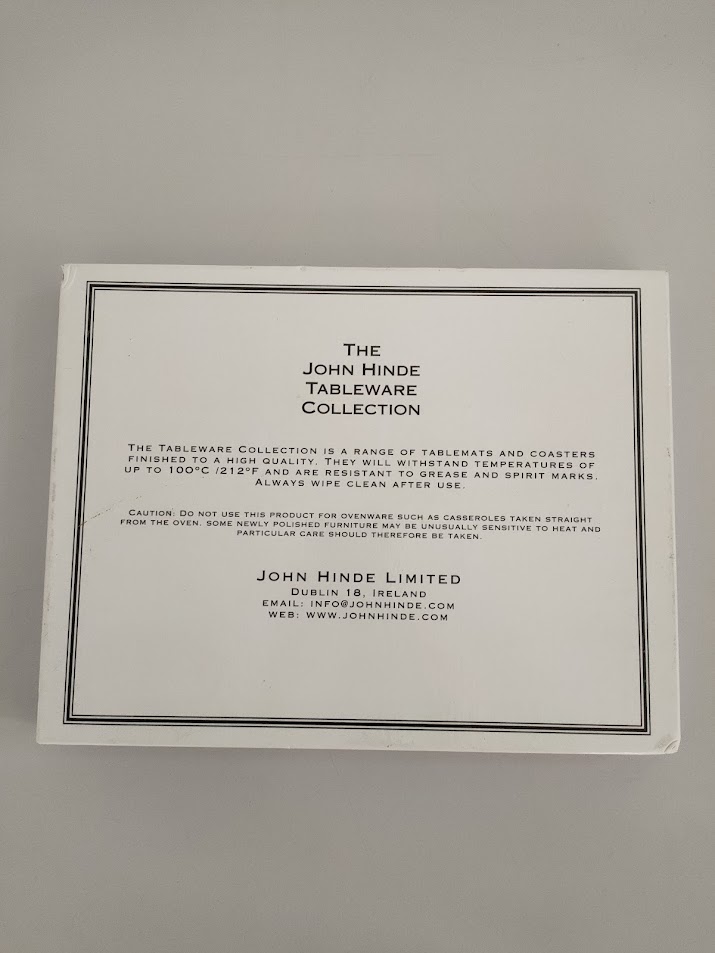 The
John Hinde
Tableware
Collection
The Tableware Collection is a range of tablemats and coasters
finished to a high quality. They will withstand temperatures of
up to 100°C /212°F and are resistant to grease and spirit marks.
Always wipe clean after use.
Caution: Do not use this product for ovenware such as casseroles taken straight
from the oven. Some newly polished furniture may be unusually sensitive to heat and
particular care should therefore be taken.
John Hinde Limited
Dublin 18, Ireland
email: info@johnhinde.com
web: www.johnhinde.com